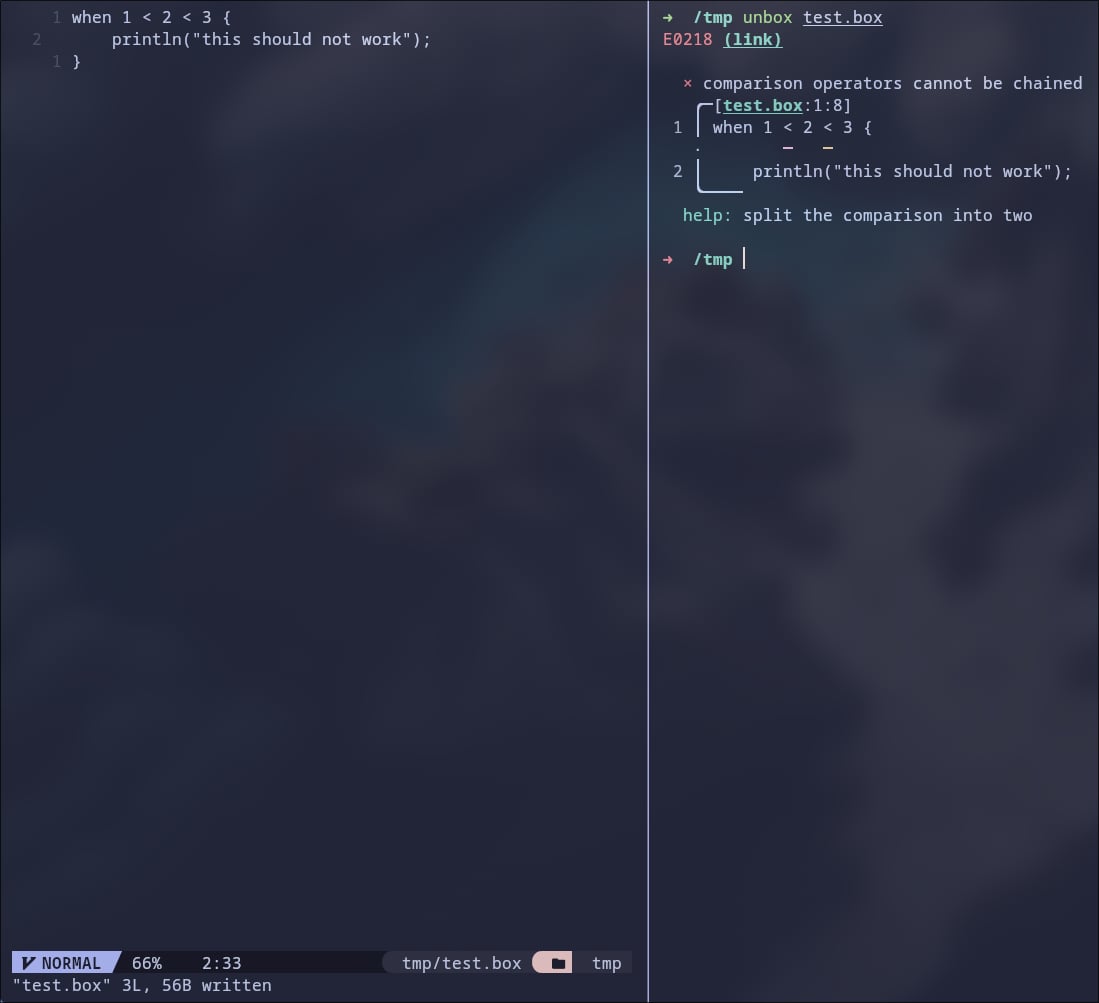 1 when 1 < 2 < 3 {
2 println("this should not work");
1 }
NORMAL 66% 2:33 tmp/test.box tmp
"test.box" 3L, 56B written
→ /tmp unbox test.box
E0218 (link)
× comparison operators cannot be chained
[test.box:1:8]
1 when 1 < 2 < 3 {
2 println("this should not work");
help: split the comparison into two
→ /tmp